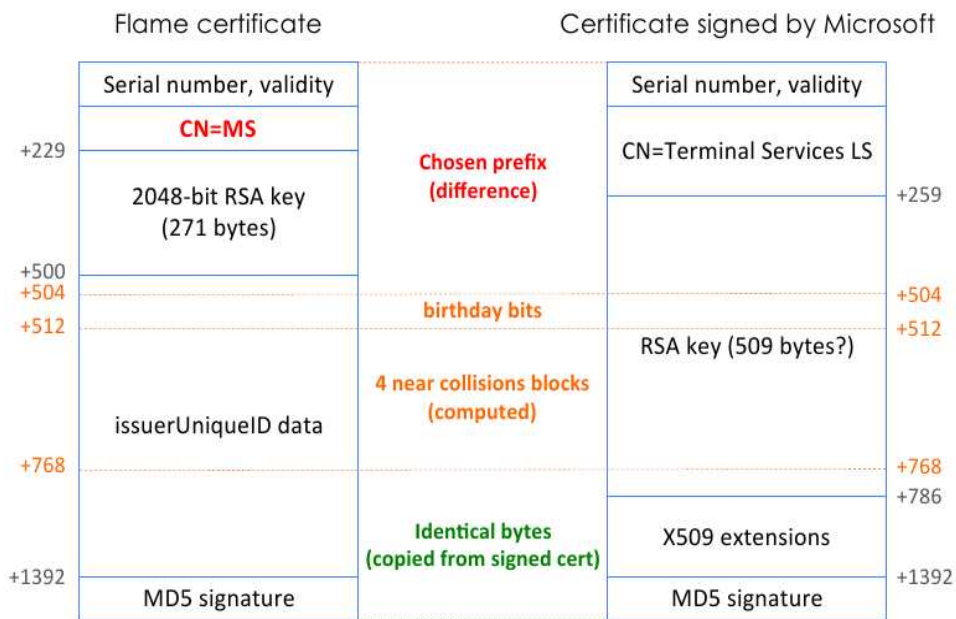 Flame certificate
Certificate signed by Microsoft
Serial number, validity
CN=MS
+229
2048-bit RSA key
(271 bytes)
+500
+504
+512
issuerUniqueID data
+768
+1392
MD5 signature
Chosen prefix
(difference)
birthday bits
4 near collisions blocks
(computed)
Identical bytes
(copied from signed cert)
Serial number, validity
CN=Terminal Services LS
+259
+504
+512
RSA key (509 bytes?)
+768
+786
X509 extensions
+1392
MD5 signature